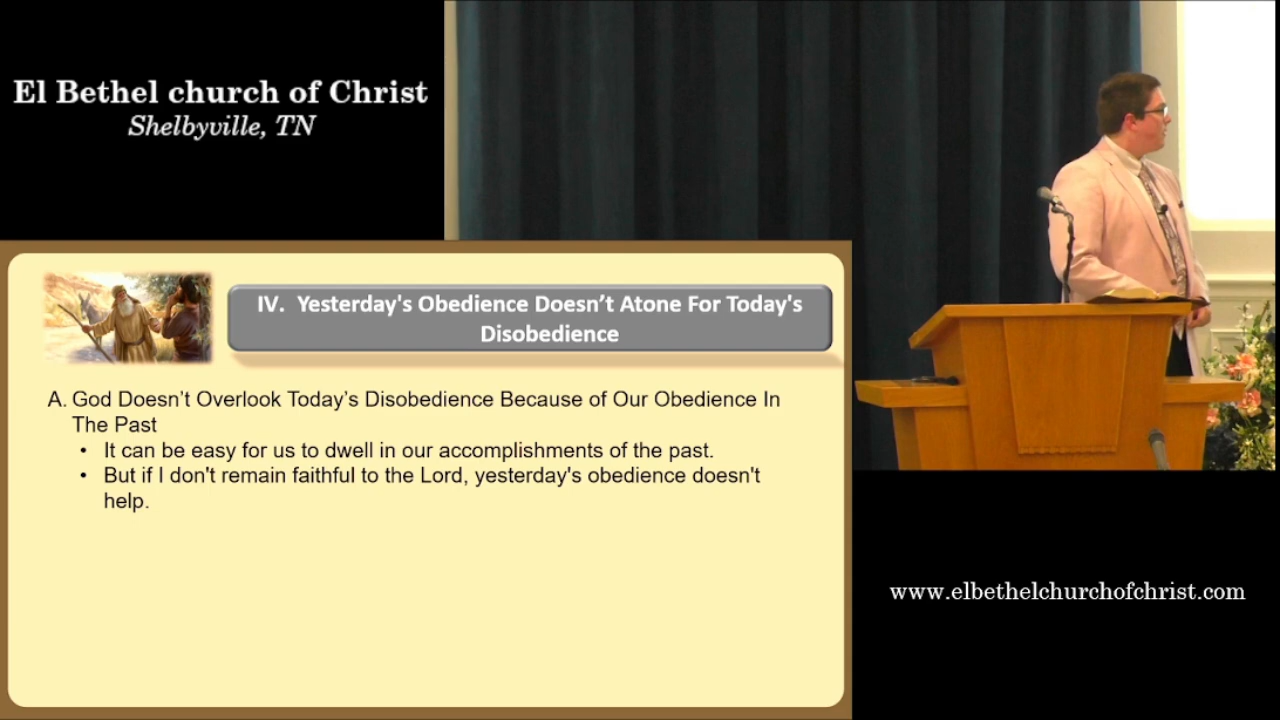 El Bethel church of Christ
Shelbyville, TN
IV. Yesterday's Obedience Doesn’t Atone For Today's
Disobedience
A. God Doesn’t Overlook Today’s Disobedience Because of Our Obedience In
The Past
• It can be easy for us to dwell in our accomplishments of the past.
• But if I don't remain faithful to the Lord, yesterday's obedience doesn't
help.
www.elbethelchurchofchrist.com